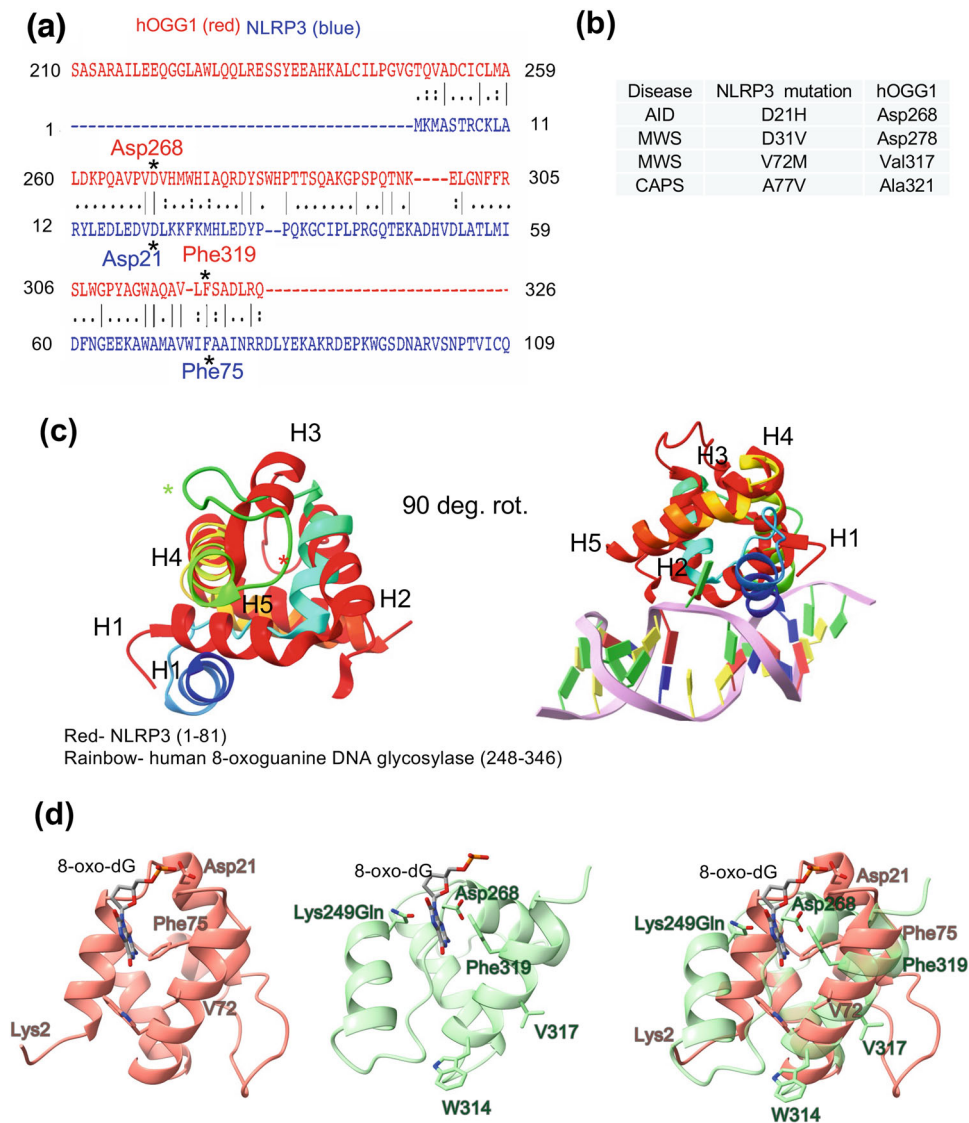 (a)
hOGG1 (red) NLRP3 (blue)
210 SASARAILEEQGGLAWLQQLRESSYEEAHKALCILPGVGTQVADCICLMA 259
.::|...|.:|
1 ---------------------------------------MKMASTRCKLA 11
Asp268
*
260 LDKPQAVPVDVHMWHIAQRDYSWHPTTSQAKGPSPQTNK----ELGNFFR 305
12 RYLEDLEDVDLKKFKMHLEDYP--PQKGCIPLPRGQTEKADHVDLATLMI 59
*
Asp21 Phe319
*
306 SLWGPYAGWAQAV-LFSADLRQ---------------------------- 326
60 DFNGEEKAWAMAVWIFAAINRRDLYEKAKRDEPKWGSDNARVSNPTVICQ 109
*
Phe75
(b)
Disease NLRP3 mutation hOGG1
AID D21H Asp268
MWS D31V Asp278
MWS V72M Val317
CAPS A77V Ala321
(c)
H3
*
H4
*
H5
H2
H1
H1
90 deg. rot.
H4
H3
H5
H1
H2
Red- NLRP3 (1-81)
Rainbow- human 8-oxoguanine DNA glycosylase (248-346)
(d)
8-oxo-dG
Asp21
Phe75
V72
Lys2
8-oxo-dG
Asp268
Lys249Gln
Phe319
V317
W314
8-oxo-dG
Asp21
Asp268
Lys249Gln
Phe75
Phe319
V72
Lys2
V317
W314